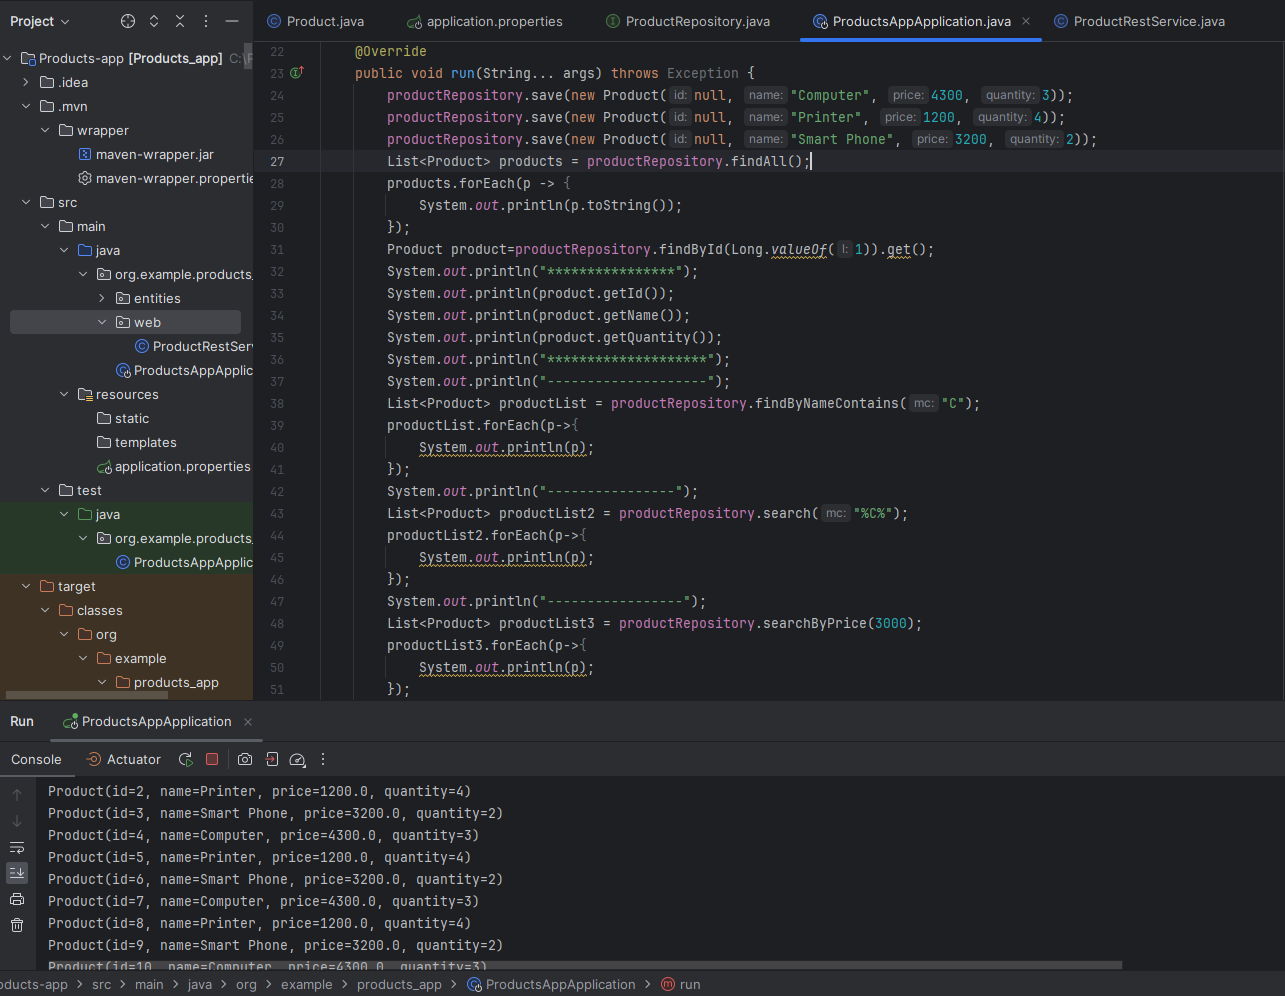 Project
Product.java
application.properties
ProductRepository.java
ProductsAppApplication.java
ProductRestService.java
Products-app [Products_app] C:\
.idea
.mvn
wrapper
maven-wrapper.jar
maven-wrapper.propertie
src
main
java
org.example.products_
entities
web
ProductRestSer
ProductsAppApplic
resources
static
templates
application.properties
test
java
org.example.products_
ProductsAppApplic
target
classes
org
example
products_app
22 @Override
23 public void run(String... args) throws Exception {
24 productRepository.save(new Product( id: null, name: "Computer", price: 4300, quantity: 3));
25 productRepository.save(new Product( id: null, name: "Printer", price: 1200, quantity: 4));
26 productRepository.save(new Product( id: null, name: "Smart Phone", price: 3200, quantity: 2));
27 List<Product> products = productRepository.findAll();
28 products.forEach(p -> {
29 System.out.println(p.toString());
30 });
31 Product product=productRepository.findById(Long.valueOf( l: 1)).get();
32 System.out.println("****************");
33 System.out.println(product.getId());
34 System.out.println(product.getName());
35 System.out.println(product.getQuantity());
36 System.out.println("********************");
37 System.out.println("--------------------");
38 List<Product> productList = productRepository.findByNameContains( mc: "C");
39 productList.forEach(p->{
40 System.out.println(p);
41 });
42 System.out.println("----------------");
43 List<Product> productList2 = productRepository.search( mc: "%C%");
44 productList2.forEach(p->{
45 System.out.println(p);
46 });
47 System.out.println("-----------------");
48 List<Product> productList3 = productRepository.searchByPrice(3000);
49 productList3.forEach(p->{
50 System.out.println(p);
51 });
Run ProductsAppApplication
Console Actuator
Product(id=2, name=Printer, price=1200.0, quantity=4)
Product(id=3, name=Smart Phone, price=3200.0, quantity=2)
Product(id=4, name=Computer, price=4300.0, quantity=3)
Product(id=5, name=Printer, price=1200.0, quantity=4)
Product(id=6, name=Smart Phone, price=3200.0, quantity=2)
Product(id=7, name=Computer, price=4300.0, quantity=3)
Product(id=8, name=Printer, price=1200.0, quantity=4)
Product(id=9, name=Smart Phone, price=3200.0, quantity=2)
Product(id=10, name=Computer, price=4300.0, quantity=3)
oducts-app > src > main > java > org > example > products_app > ProductsAppApplication > run